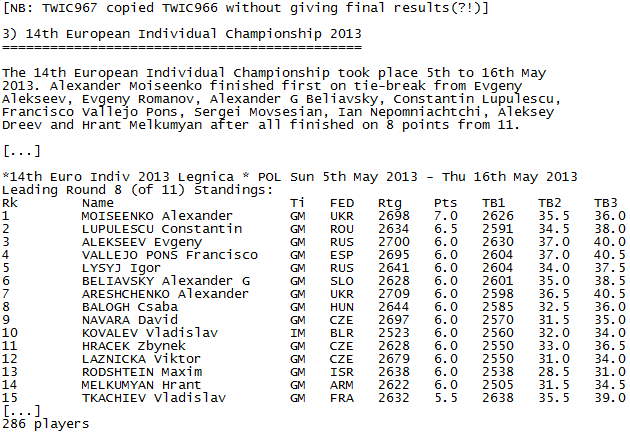 [NB: TWIC967 copied TWIC966 without giving final results(?!)]
3) 14th European Individual Championship 2013
=============================================
The 14th European Individual Championship took place 5th to 16th May
2013. Alexander Moiseenko finished first on tie-break from Evgeny
Alekseev, Evgeny Romanov, Alexander G Beliavsky, Constantin Lupulescu,
Francisco Vallejo Pons, Sergei Movsesian, Ian Nepomniachtchi, Aleksey
Dreev and Hrant Melkumyan after all finished on 8 points from 11.
[...]
*14th Euro Indiv 2013 Legnica * POL Sun 5th May 2013 - Thu 16th May 2013
Leading Round 8 (of 11) Standings:
Rk Name Ti FED Rtg Pts TB1 TB2 TB3
1 MOISEENKO Alexander GM UKR 2698 7.0 2626 35.5 36.0
2 LUPULESCU Constantin GM ROU 2634 6.5 2591 34.5 38.0
3 ALEKSEEV Evgeny GM RUS 2700 6.0 2630 37.0 40.0
4 VALLEJO PONS Francisco GM ESP 2695 6.0 2604 37.0 40.5
5 LYSYJ Igor GM RUS 2641 6.0 2604 34.0 37.5
6 BELIAVSKY Alexander G GM SLO 2628 6.0 2601 35.0 38.5
7 ARESHCHENKO Alexander GM UKR 2709 6.0 2598 36.5 40.5
8 BALOGH Csaba GM HUN 2644 6.0 2585 32.5 36.0
9 NAVARA David GM CZE 2697 6.0 2570 31.5 35.0
10 KOVALEV Vladislav IM BLR 2523 6.0 2560 32.0 34.0
11 HRACEK Zbynek GM CZE 2628 6.0 2550 33.0 36.5
12 LAZNICKA Viktor GM CZE 2679 6.0 2550 31.0 34.0
13 RODSHTEIN Maxim GM ISR 2638 6.0 2538 28.5 31.0
14 MELKUMYAN Hrant GM ARM 2622 6.0 2505 31.5 34.5
15 TKACHIEV Vladislav GM FRA 2632 5.5 2638 35.5 39.0
[...]
286 players